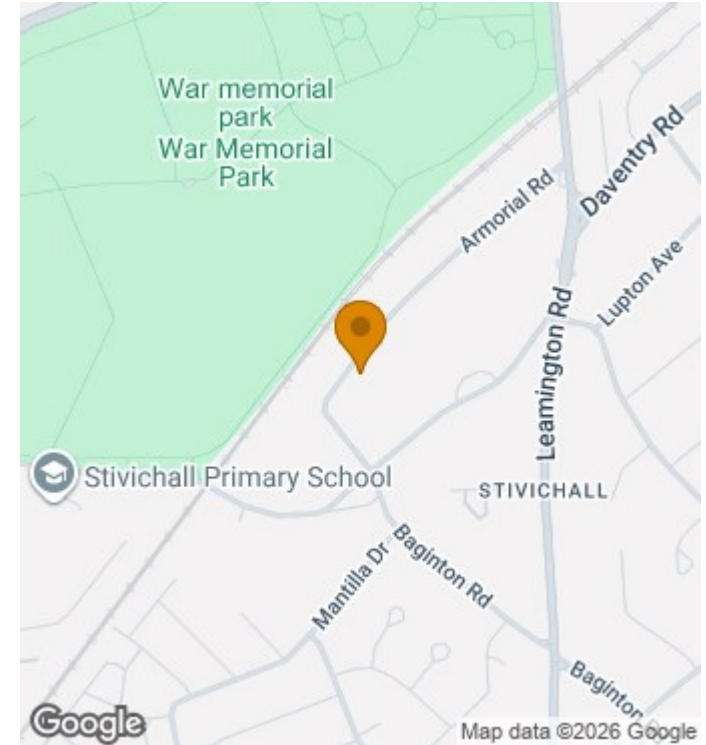 War memorial
park
War Memorial
Park
Armorial Rd
Daventry Rd
Lupton Ave
Leamington Rd
Stivichall Primary School
STIVICHALL
Mantilla Dr
Baginton Rd
Baginton
Google
Map data ©2026 Google